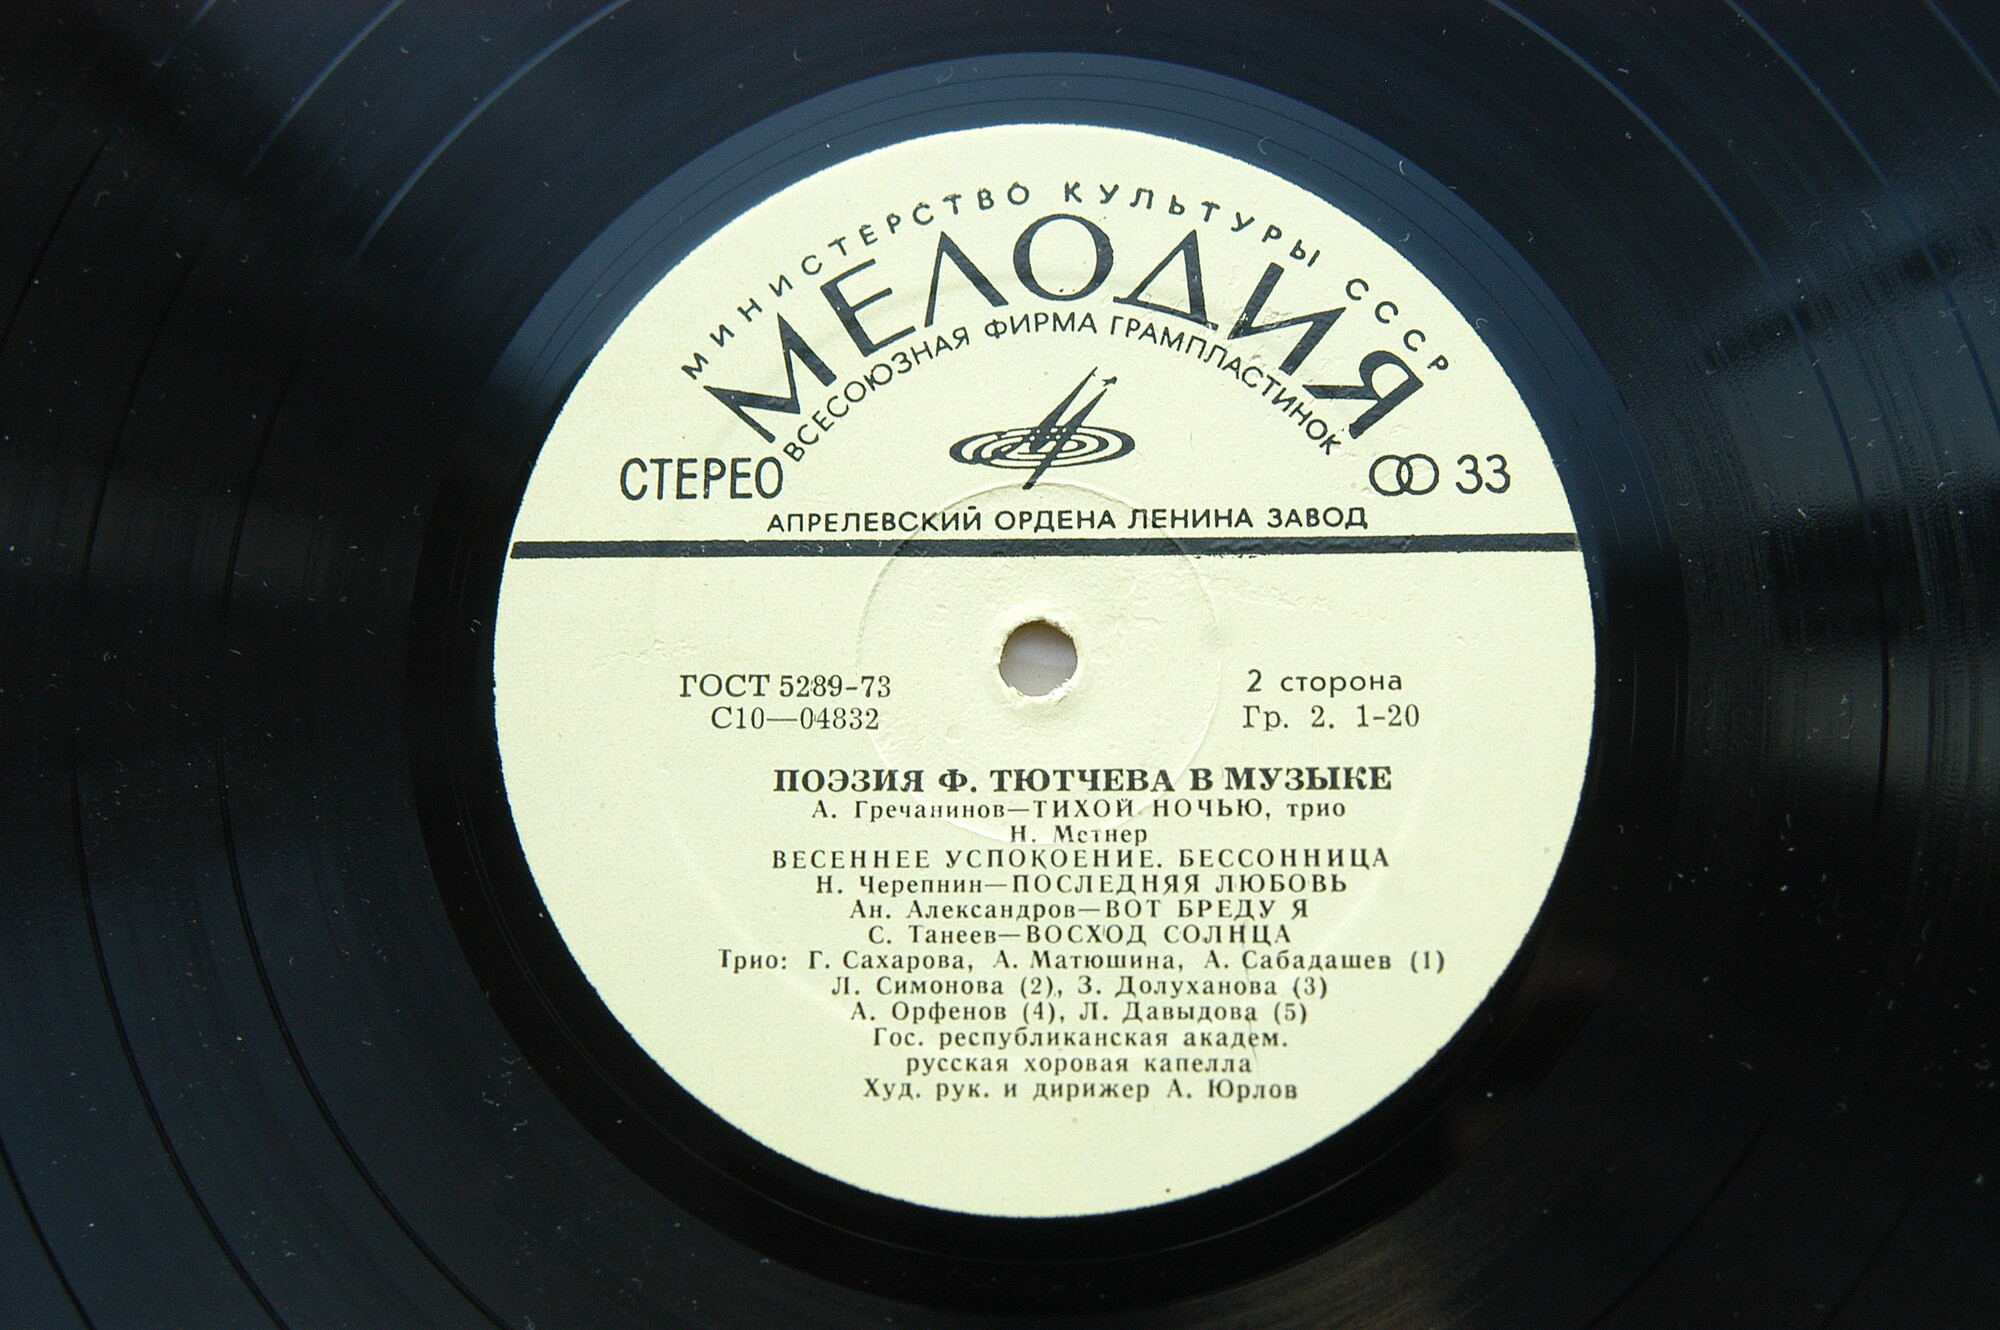 МИНИСТЕРСТВО КУЛЬТУРЫ СССР
МЕЛОДИЯ
ВСЕСОЮЗНАЯ ФИРМА ГРАМПЛАСТИНОК
СТЕРЕО
33
АПРЕЛЕВСКИЙ ОРДЕНА ЛЕНИНА ЗАВОД
ГОСТ 5289-73
С10—04832
2 сторона
Гр. 2. 1-20
ПОЭЗИЯ Ф. ТЮТЧЕВА В МУЗЫКЕ
А. Гречанинов—ТИХОЙ НОЧЬЮ, трио
Н. Метнер
ВЕСЕННЕЕ УСПОКОЕНИЕ. БЕССОННИЦА
Н. Черепнин—ПОСЛЕДНЯЯ ЛЮБОВЬ
Ан. Александров—ВОТ БРЕДУ Я
С. Танеев—ВОСХОД СОЛНЦА
Трио: Г. Сахарова, А. Матюшина, А. Сабадашев (1)
Л. Симонова (2), З. Долуханова (3)
А. Орфенов (4), Л. Давыдова (5)
Гос. республиканская академ.
русская хоровая капелла
Худ. рук. и дирижер А. Юрлов